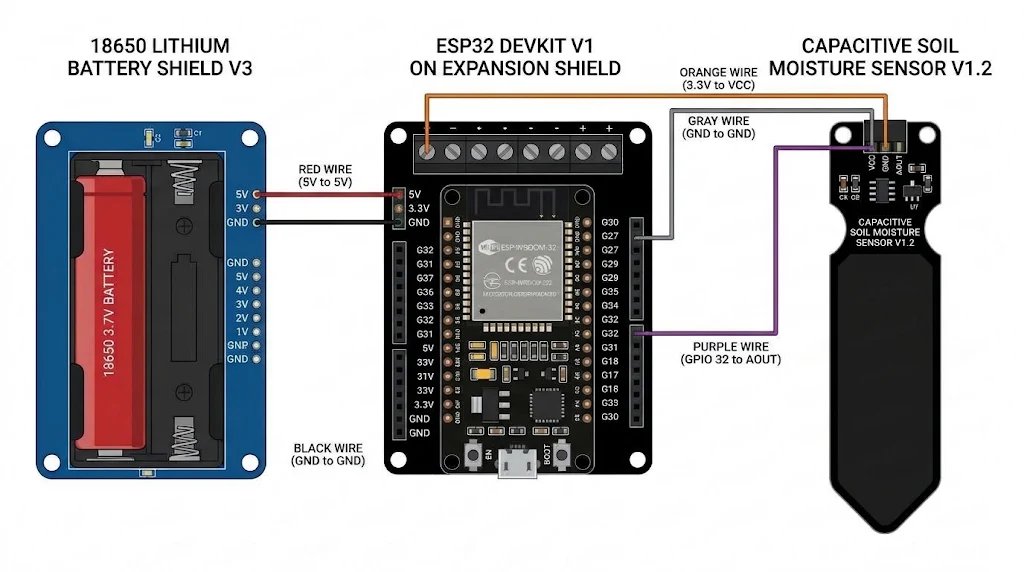 18650 LITHIUM
BATTERY SHIELD V3
ESP32 DEVKIT V1
ON EXPANSION SHIELD
CAPACITIVE SOIL
MOISTURE SENSOR V1.2
ORANGE WIRE
(3.3V to VCC)
GRAY WIRE
(GND to GND)
RED WIRE
(5V to 5V)
BLACK WIRE
(GND to GND)
PURPLE WIRE
(GPIO 32 to AOUT)
18650 3.7V BATTERY
5V
3V
GND
GND
5V
4V
3V
2V
1V
GND
GND
5V
3.3V
GND
G32
G31
G37
G36
G33
G32
G31
5V
33V
31V
33V
3.3V
GND
GND
G30
G27
G27
G29
G35
G34
G32
G32
G31
G18
G17
G16
G39
G30
CE
EN
BOOT
VCC
GND
AOUT
CAPACITIVE
SOIL MOISTURE
SENSOR V1.2